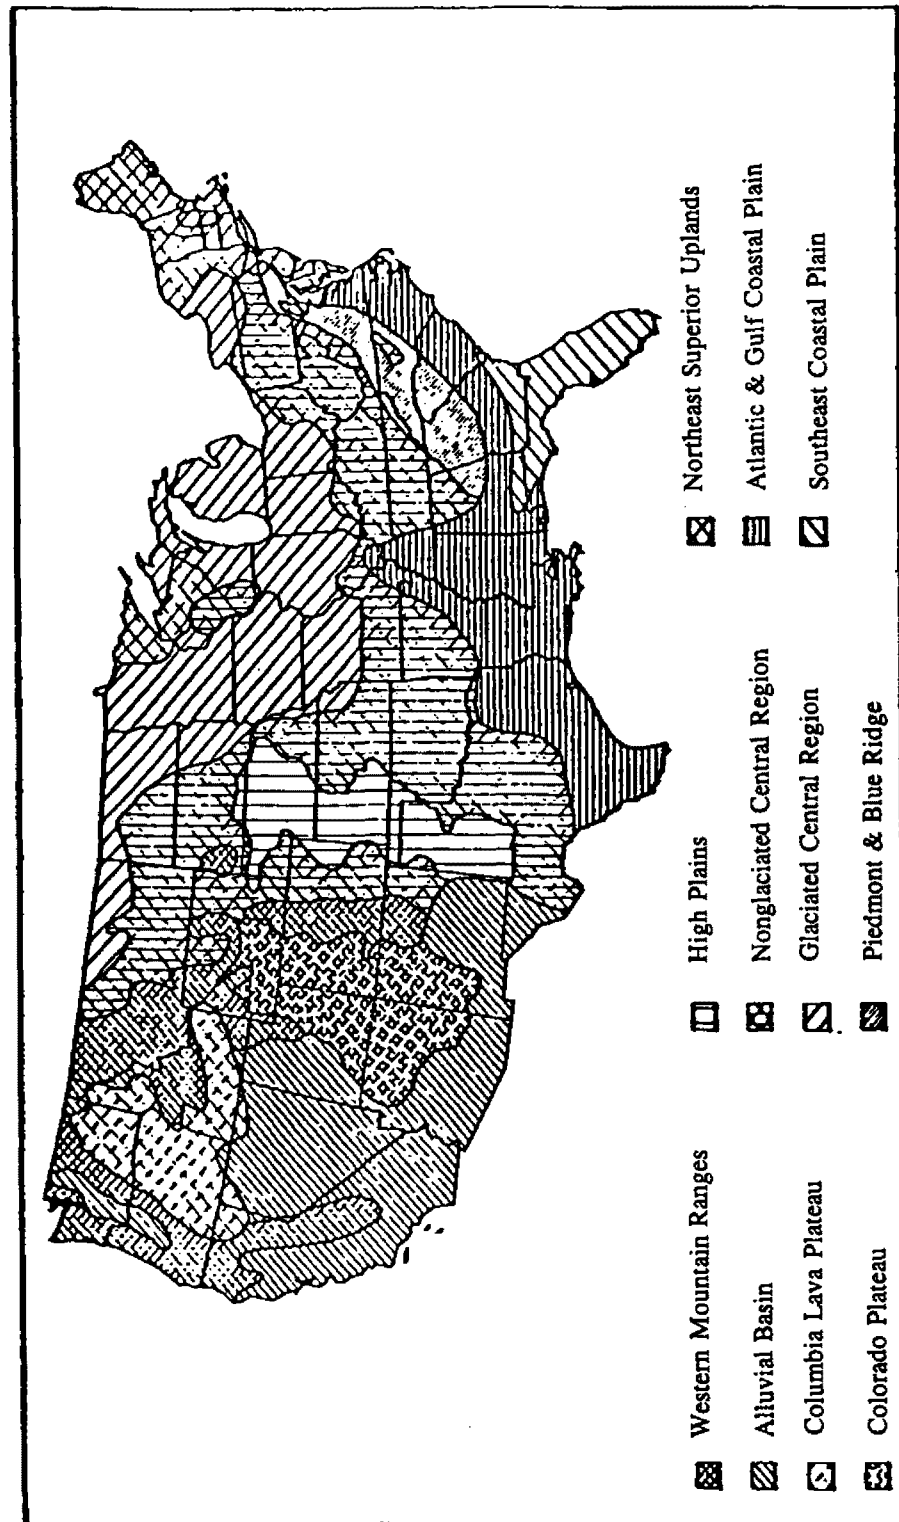 Western Mountain Ranges
Alluvial Basin
Columbia Lava Plateau
Colorado Plateau
High Plains
Nonglaciated Central Region
Glaciated Central Region
Piedmont & Blue Ridge
Northeast Superior Uplands
Atlantic & Gulf Coastal Plain
Southeast Coastal Plain